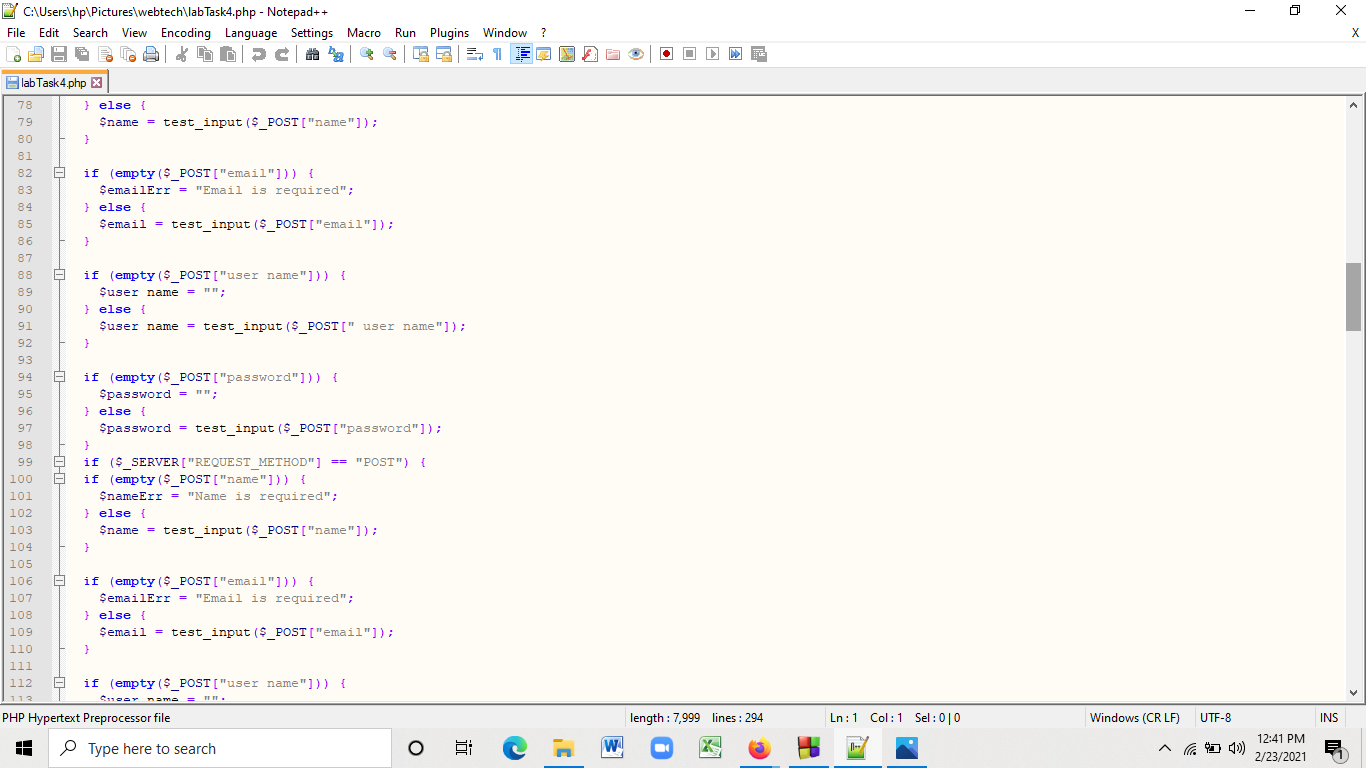 C:\Users\hp\Pictures\webtech\labTask4.php - Notepad++
File Edit Search View Encoding Language Settings Macro Run Plugins Window ? X
labTask4.php
78 } else {
79 $name = test_input($_POST["name"]);
80 }
81
82 if (empty($_POST["email"])) {
83 $emailErr = "Email is required";
84 } else {
85 $email = test_input($_POST["email"]);
86 }
87
88 if (empty($_POST["user name"])) {
89 $user name = "";
90 } else {
91 $user name = test_input($_POST[" user name"]);
92 }
93
94 if (empty($_POST["password"])) {
95 $password = "";
96 } else {
97 $password = test_input($_POST["password"]);
98 }
99 if ($_SERVER["REQUEST_METHOD"] == "POST") {
100 if (empty($_POST["name"])) {
101 $nameErr = "Name is required";
102 } else {
103 $name = test_input($_POST["name"]);
104 }
105
106 if (empty($_POST["email"])) {
107 $emailErr = "Email is required";
108 } else {
109 $email = test_input($_POST["email"]);
110 }
111
112 if (empty($_POST["user name"])) {
113 $user name = "";
PHP Hypertext Preprocessor file length : 7,999 lines : 294 Ln : 1 Col : 1 Sel : 0 | 0 Windows (CR LF) UTF-8 INS
Type here to search
12:41 PM
2/23/2021
1